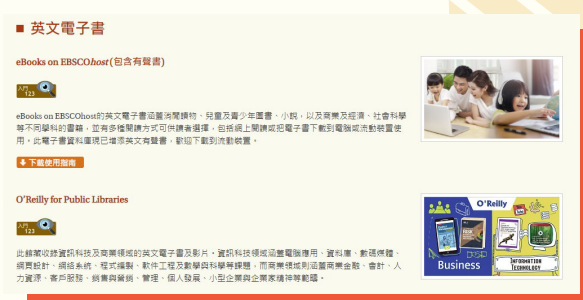 ■ 英文電子書
eBooks on EBSCOhost (包含有聲書)
入門
123
eBooks on EBSCOhost的英文電子書涵蓋消閒讀物、兒童及青少年圖書、小說，以及商業及經濟、社會科學
等不同學科的書籍，並有多種閱讀方式可供讀者選擇，包括網上閱讀或把電子書下載到電腦或流動裝置使
用。此電子書資料庫現已增添英文有聲書，歡迎下載到流動裝置。
下載使用指南
O'Reilly for Public Libraries
入門
123
此館藏收錄資訊科技及商業領域的英文電子書及影片。資訊科技領域涵蓋電腦應用、資料庫、數碼媒體、
網頁設計、網絡系統、程式編製、軟件工程及數學與科學等課題，而商業領域則涵蓋商業金融、會計、人
力資源、客戶服務、銷售與營銷、管理、個人發展、小型企業與企業家精神等範疇。
O'Reilly
Business
INFORMATION
TECHNOLOGY